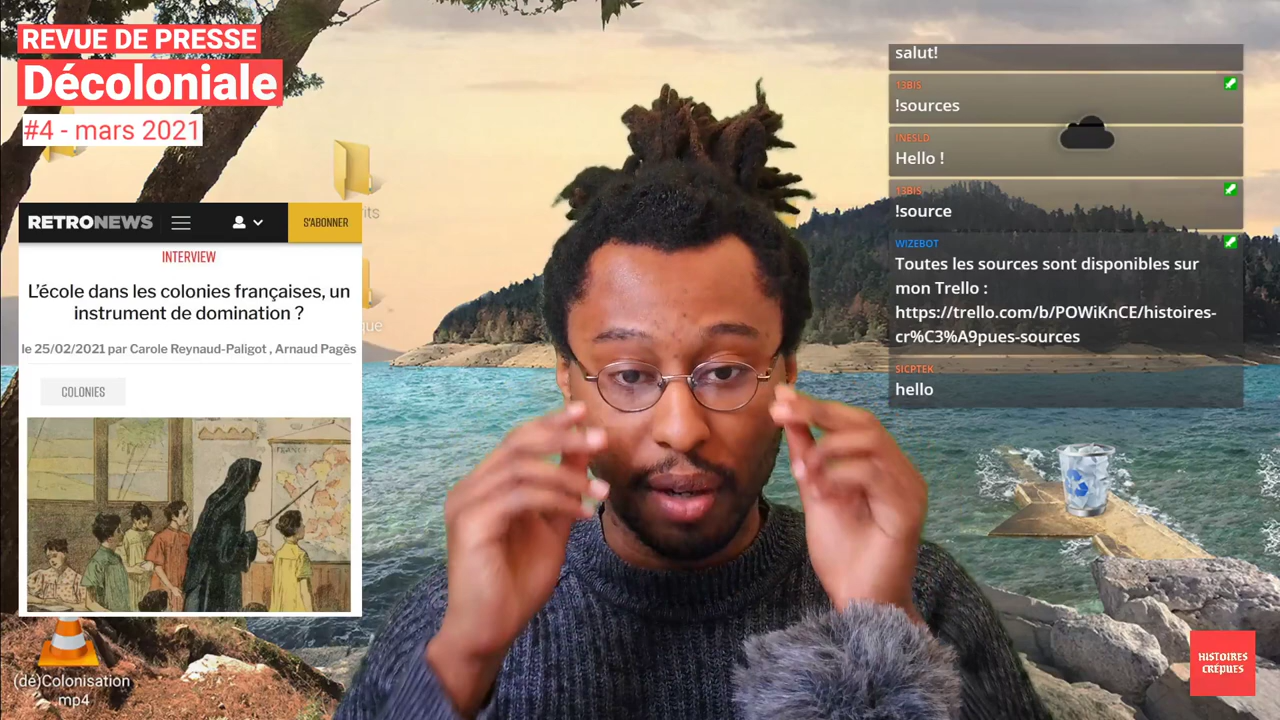 REVUE DE PRESSE
Décoloniale
#4 - mars 2021
RETRONEWS
S'ABONNER
INTERVIEW
L'école dans les colonies françaises, un
instrument de domination ?
le 25/02/2021 par Carole Reynaud-Paligot , Arnaud Pagès
COLONIES
FRANCE
(dé)Colonisation
mp4
salut!
13BIS
!sources
INESLD
Hello !
13BIS
!source
WIZEBOT
Toutes les sources sont disponibles sur
mon Trello :
https://trello.com/b/POWiKnCE/histoires-
cr%C3%A9pues-sources
SICPTEK
hello
HISTOIRES
CRÉPUES